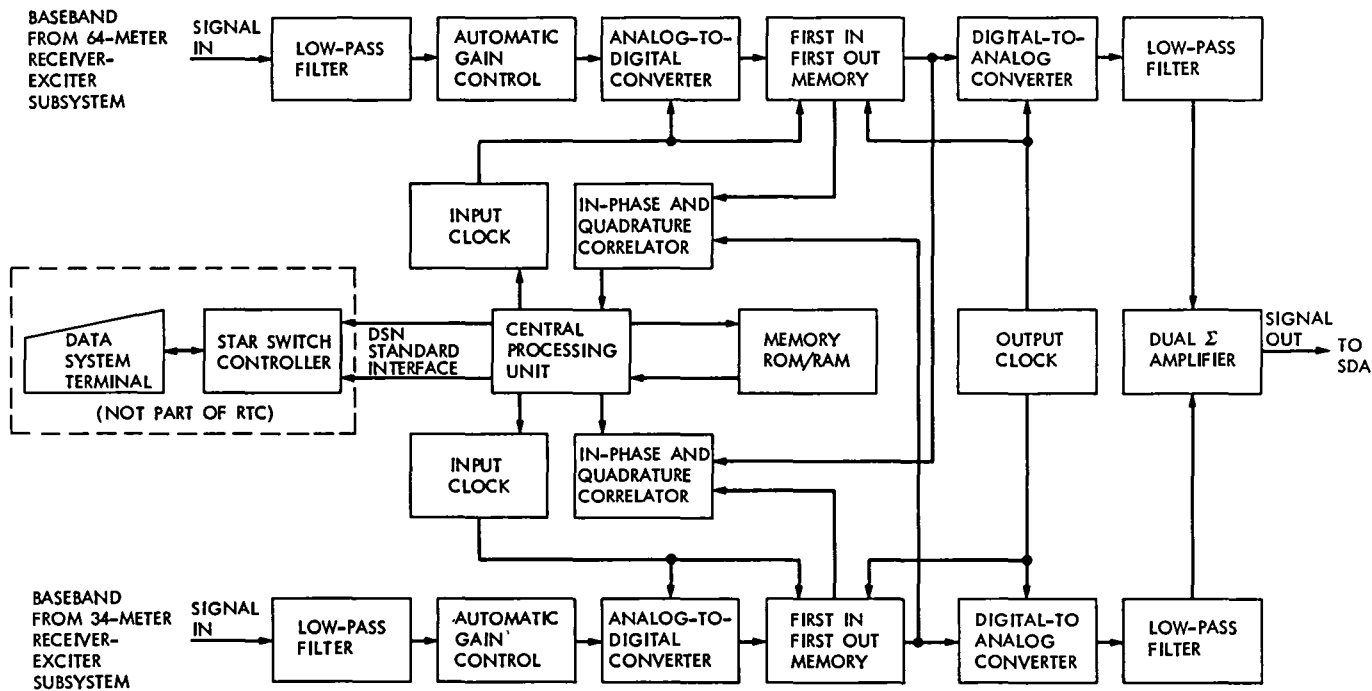 BASEBAND
FROM 64-METER
RECEIVER-
EXCITER
SUBSYSTEM
SIGNAL
IN
LOW-PASS
FILTER
AUTOMATIC
GAIN
CONTROL
ANALOG-TO-
DIGITAL
CONVERTER
FIRST IN
FIRST OUT
MEMORY
DIGITAL-TO-
ANALOG
CONVERTER
LOW-PASS
FILTER
INPUT
CLOCK
IN-PHASE AND
QUADRATURE
CORRELATOR
DATA
SYSTEM
TERMINAL
STAR SWITCH
CONTROLLER
(NOT PART OF RTC)
DSN
STANDARD
INTERFACE
CENTRAL
PROCESSING
UNIT
MEMORY
ROM/RAM
OUTPUT
CLOCK
DUAL Σ
AMPLIFIER
SIGNAL
OUT
TO
SDA
INPUT
CLOCK
IN-PHASE AND
QUADRATURE
CORRELATOR
BASEBAND
FROM 34-METER
RECEIVER-
EXCITER
SUBSYSTEM
SIGNAL
IN
LOW-PASS
FILTER
AUTOMATIC
GAIN
CONTROL
ANALOG-TO-
DIGITAL
CONVERTER
FIRST IN
FIRST OUT
MEMORY
DIGITAL-TO
ANALOG
CONVERTER
LOW-PASS
FILTER